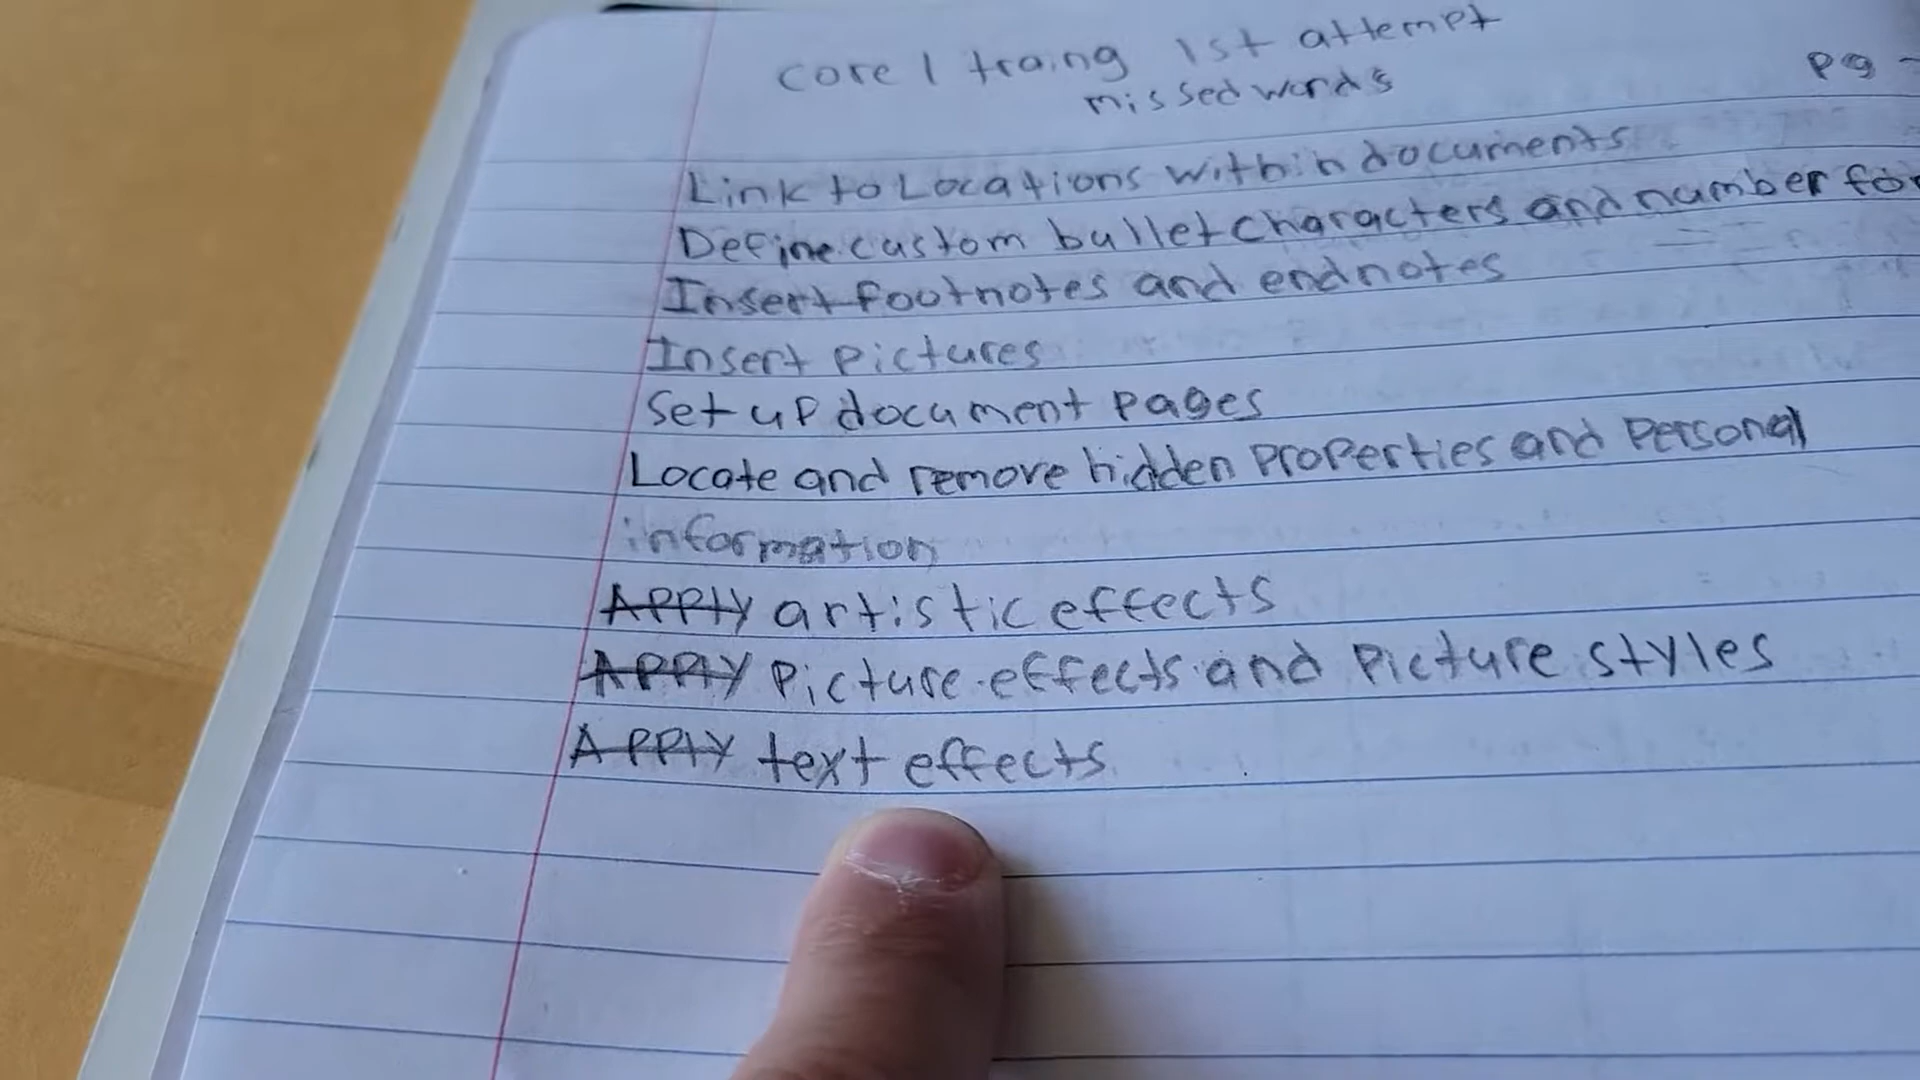 core 1 traing 1st attempt
missed words
pg
Link to Locations within documents
Define custom bullet characters and number for
Insert footnotes and endnotes
Insert pictures
Set up document pages
Locate and remove hidden properties and personal
information
APPly artistic effects
APPly picture effects and picture styles
APPly text effects